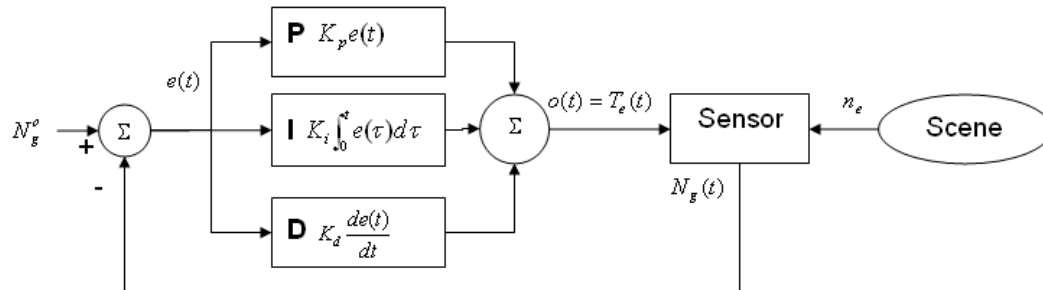 P K_p e(t)
e(t)
o(t) = T_e(t)
n_e
N_g^o
+
Σ
I K_i ∫_0^t e(τ)dτ
Σ
Sensor
Scene
-
N_g(t)
D K_d de(t)/dt